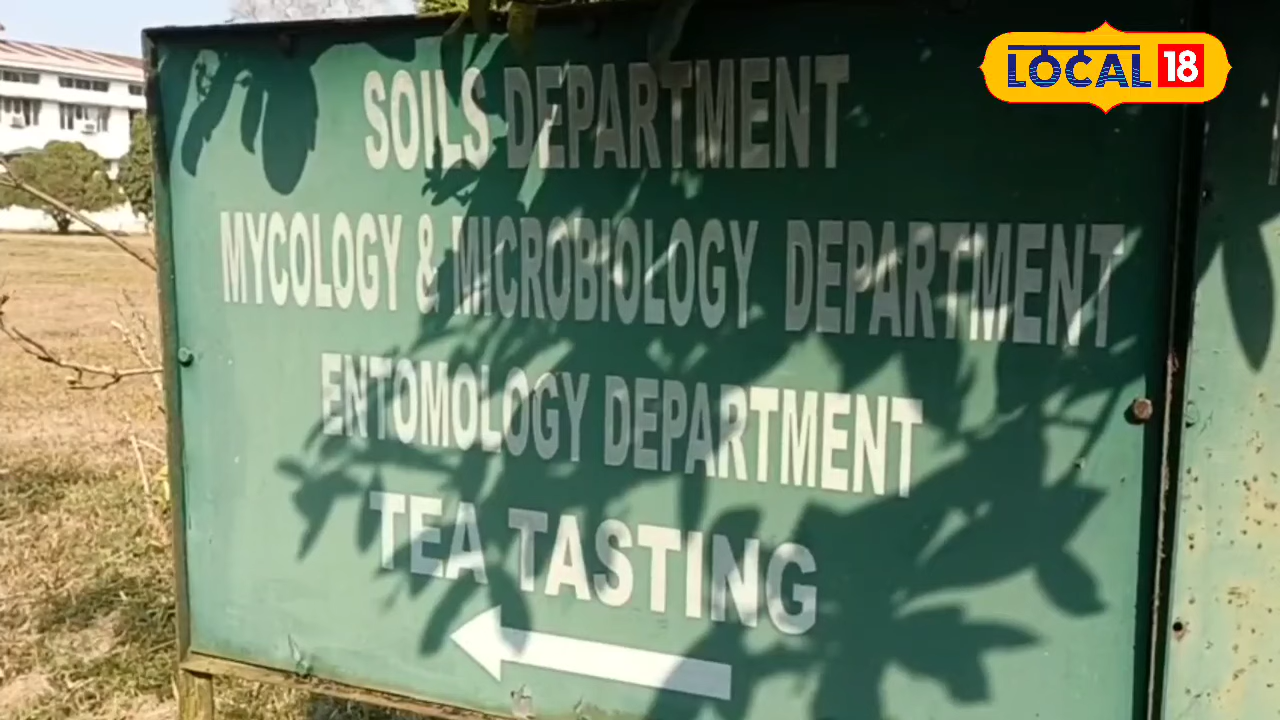 LOCAL 18
SOILS DEPARTMENT
MYCOLOGY & MICROBIOLOGY DEPARTMENT
ENTOMOLOGY DEPARTMENT
TEA TASTING